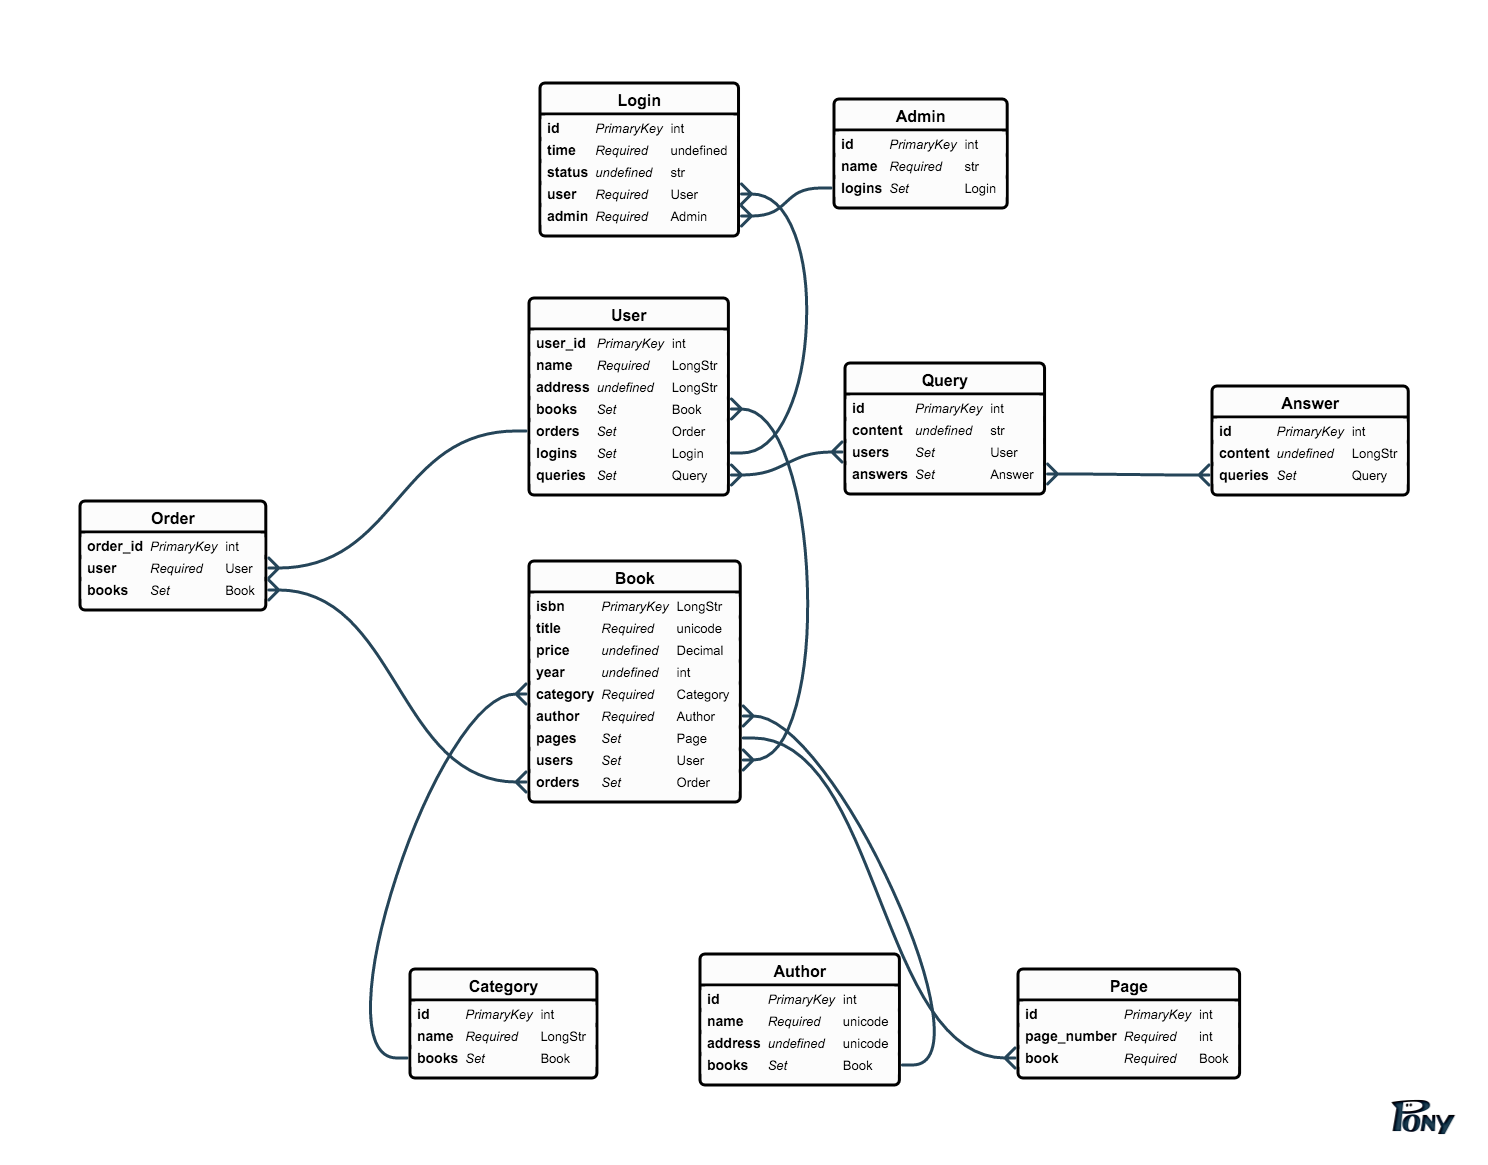 Login
id PrimaryKey int
time Required undefined
status undefined str
user Required User
admin Required Admin
Admin
id PrimaryKey int
name Required str
logins Set Login
User
user_id PrimaryKey int
name Required LongStr
address undefined LongStr
books Set Book
orders Set Order
logins Set Login
queries Set Query
Query
id PrimaryKey int
content undefined str
users Set User
answers Set Answer
Answer
id PrimaryKey int
content undefined LongStr
queries Set Query
Order
order_id PrimaryKey int
user Required User
books Set Book
Book
isbn PrimaryKey LongStr
title Required unicode
price undefined Decimal
year undefined int
category Required Category
author Required Author
pages Set Page
users Set User
orders Set Order
Category
id PrimaryKey int
name Required LongStr
books Set Book
Author
id PrimaryKey int
name Required unicode
address undefined unicode
books Set Book
Page
id PrimaryKey int
page_number Required int
book Required Book
PONY